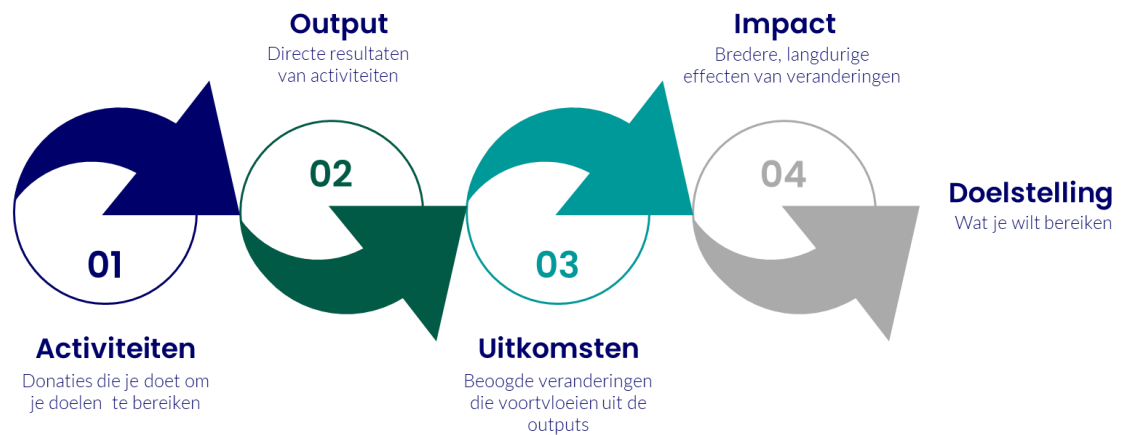 Output
Directe resultaten
van activiteiten
Impact
Bredere, langdurige
effecten van veranderingen
02
04
Doelstelling
Wat je wilt bereiken
01
03
Activiteiten
Donaties die je doet om
je doelen te bereiken
Uitkomsten
Beoogde veranderingen
die voortvloeien uit de
outputs